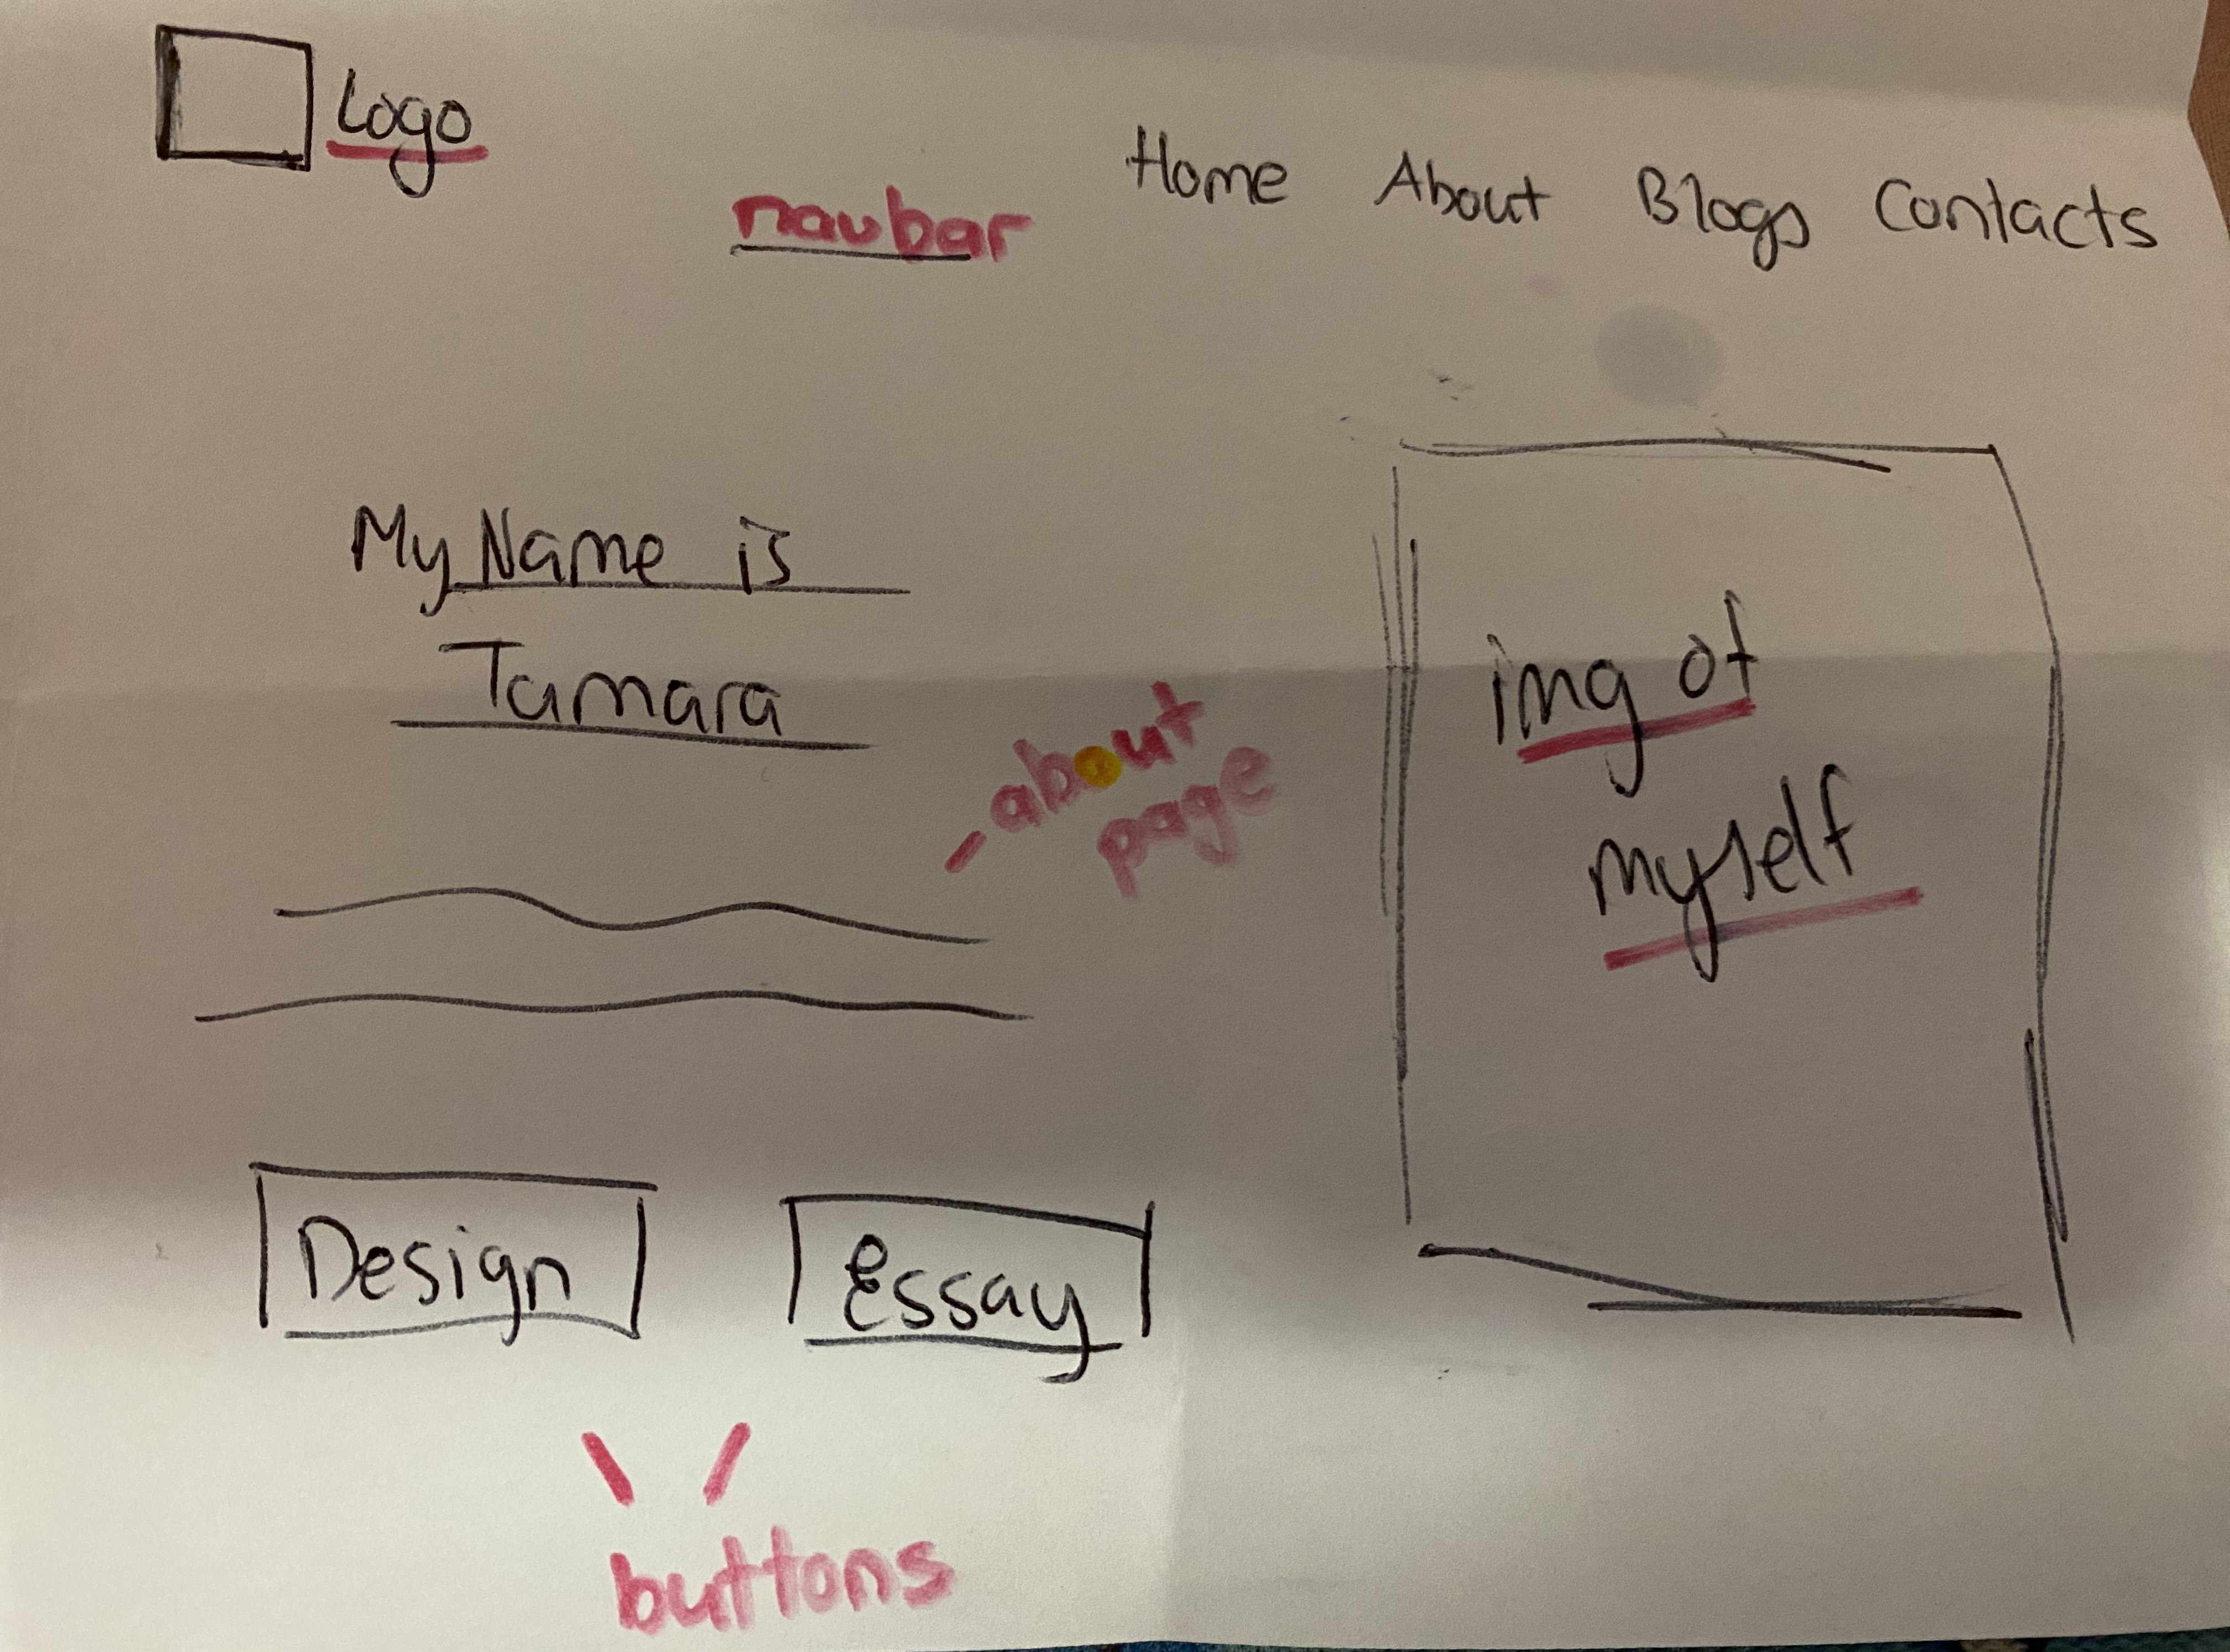 Logo
navbar
Home About Blogs Contacts
My Name is
Tamara
about
page
img of
myself
Design
Essay
buttons